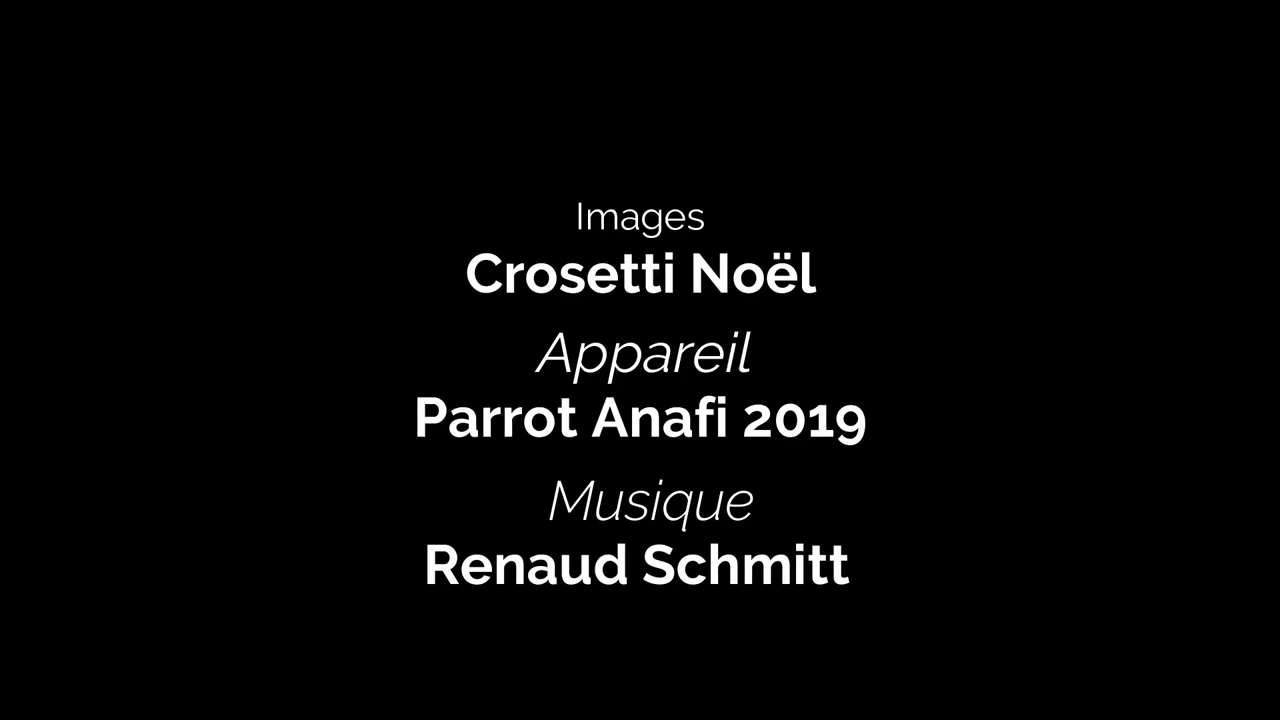 Images
Crosetti Noël
Appareil
Parrot Anafi 2019
Musique
Renaud Schmitt